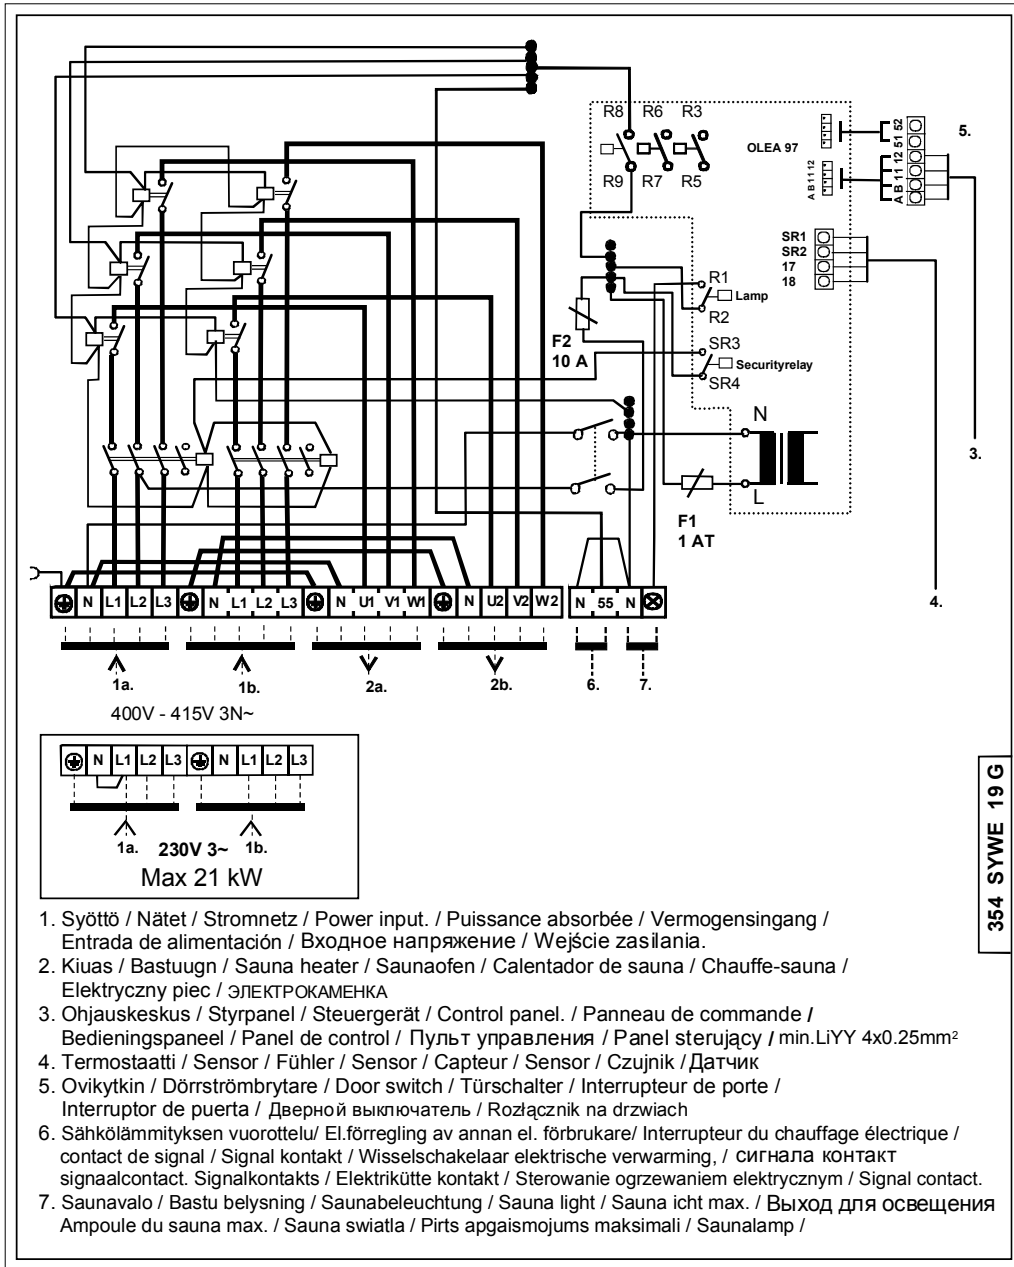 R8 R6 R3
OLEA 97
52
51
12
11
B
A
5.
A B 11 12
R9 R7 R5
SR1
SR2
17
18
R1
Lamp
R2
F2
10 A
SR3
Securityrelay
SR4
N
3.
L
F1
1 AT
N L1 L2 L3 N L1 L2 L3 N U1 V1 W1 N U2 V2 W2 N 55 N
4.
1a. 1b. 2a. 2b. 6. 7.
400V - 415V 3N~
N L1 L2 L3 N L1 L2 L3
1a. 230V 3~ 1b.
Max 21 kW
354 SYWE 19 G
1. Syöttö / Nätet / Stromnetz / Power input. / Puissance absorbée / Vermogensingang /
Entrada de alimentación / Входное напряжение / Wejście zasilania.
2. Kiuas / Bastuugn / Sauna heater / Saunaofen / Calentador de sauna / Chauffe-sauna /
Elektryczny piec / ЭЛЕКТРОКАМЕНКА
3. Ohjauskeskus / Styrpanel / Steuergerät / Control panel. / Panneau de commande /
Bedieningspaneel / Panel de control / Пульт управления / Panel sterujący / min.LiYY 4x0.25mm²
4. Termostaatti / Sensor / Fühler / Sensor / Capteur / Sensor / Czujnik / Датчик
5. Ovikytkin / Dörrströmbrytare / Door switch / Türschalter / Interrupteur de porte /
Interruptor de puerta / Дверной выключатель / Rozłącznik na drzwiach
6. Sähkölämmityksen vuorottelu/ El.förregling av annan el. förbrukare/ Interrupteur du chauffage électrique /
contact de signal / Signal kontakt / Wisselschakelaar elektrische verwarming, / сигнала контакт
signaalcontact. Signalkontakts / Elektrikütte kontakt / Sterowanie ogrzewaniem elektrycznym / Signal contact.
7. Saunavalo / Bastu belysning / Saunabeleuchtung / Sauna light / Sauna icht max. / Выход для освещения
Ampoule du sauna max. / Sauna swiatla / Pirts apgaismojums maksimali / Saunalamp /